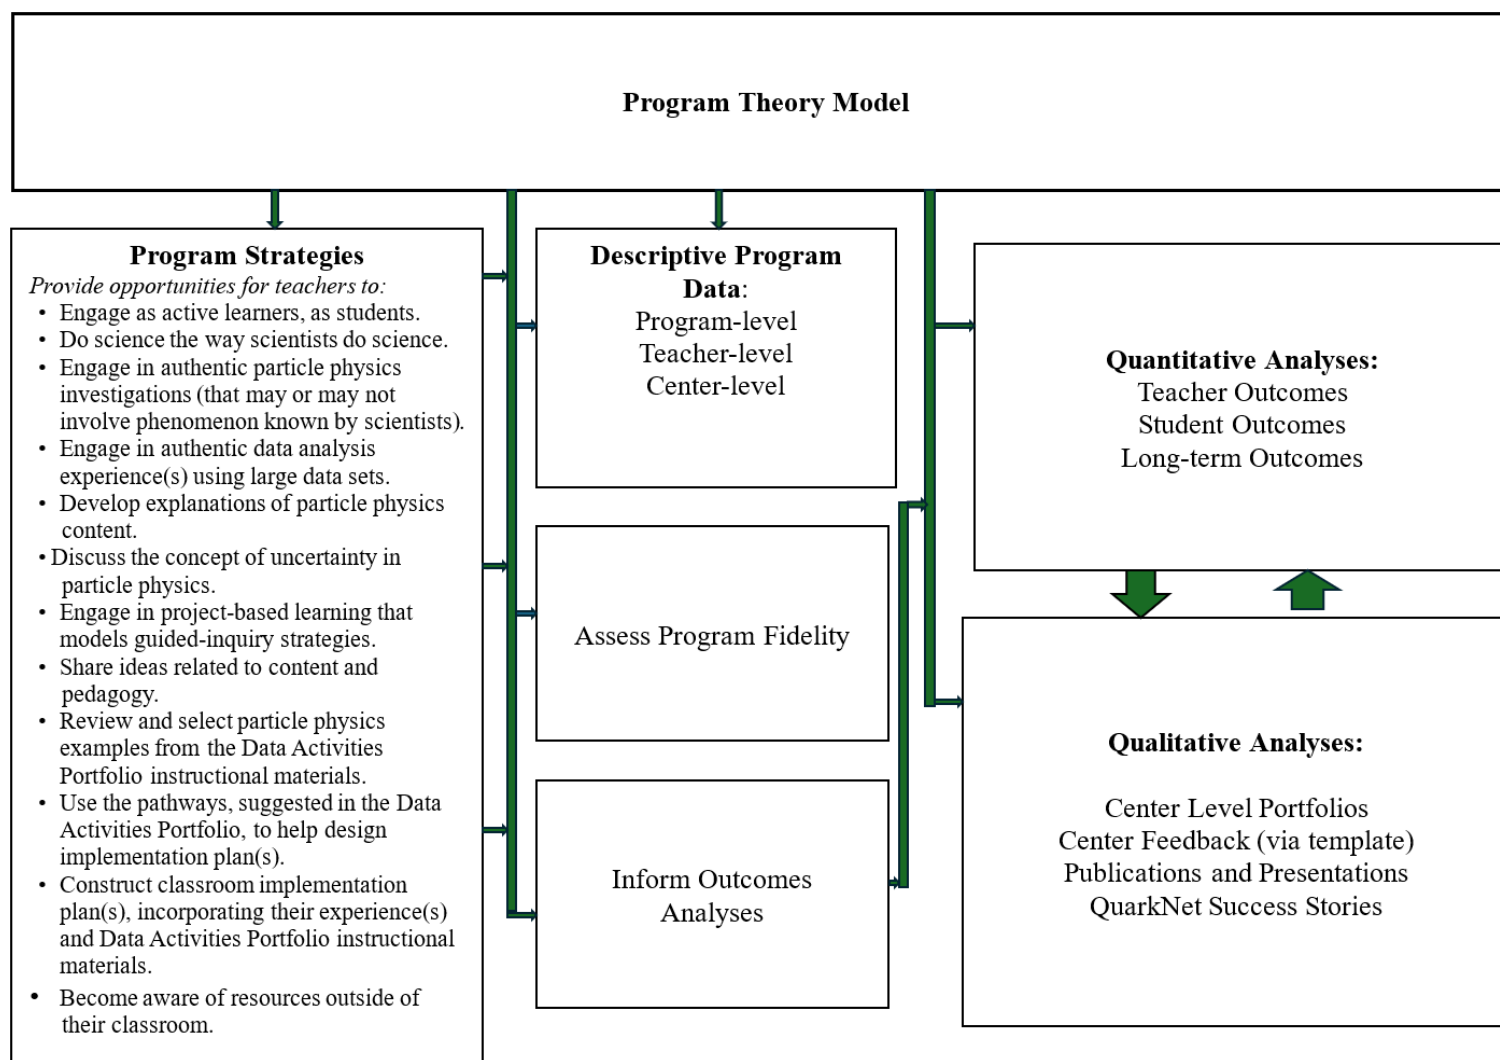 Program Theory Model
Program Strategies
Provide opportunities for teachers to:
• Engage as active learners, as students.
• Do science the way scientists do science.
• Engage in authentic particle physics
investigations (that may or may not
involve phenomenon known by scientists).
• Engage in authentic data analysis
experience(s) using large data sets.
• Develop explanations of particle physics
content.
• Discuss the concept of uncertainty in
particle physics.
• Engage in project-based learning that
models guided-inquiry strategies.
• Share ideas related to content and
pedagogy.
• Review and select particle physics
examples from the Data Activities
Portfolio instructional materials.
• Use the pathways, suggested in the Data
Activities Portfolio, to help design
implementation plan(s).
• Construct classroom implementation
plan(s), incorporating their experience(s)
and Data Activities Portfolio instructional
materials.
• Become aware of resources outside of
their classroom.
Descriptive Program
Data:
Program-level
Teacher-level
Center-level
Assess Program Fidelity
Inform Outcomes
Analyses
Quantitative Analyses:
Teacher Outcomes
Student Outcomes
Long-term Outcomes
Qualitative Analyses:
Center Level Portfolios
Center Feedback (via template)
Publications and Presentations
QuarkNet Success Stories